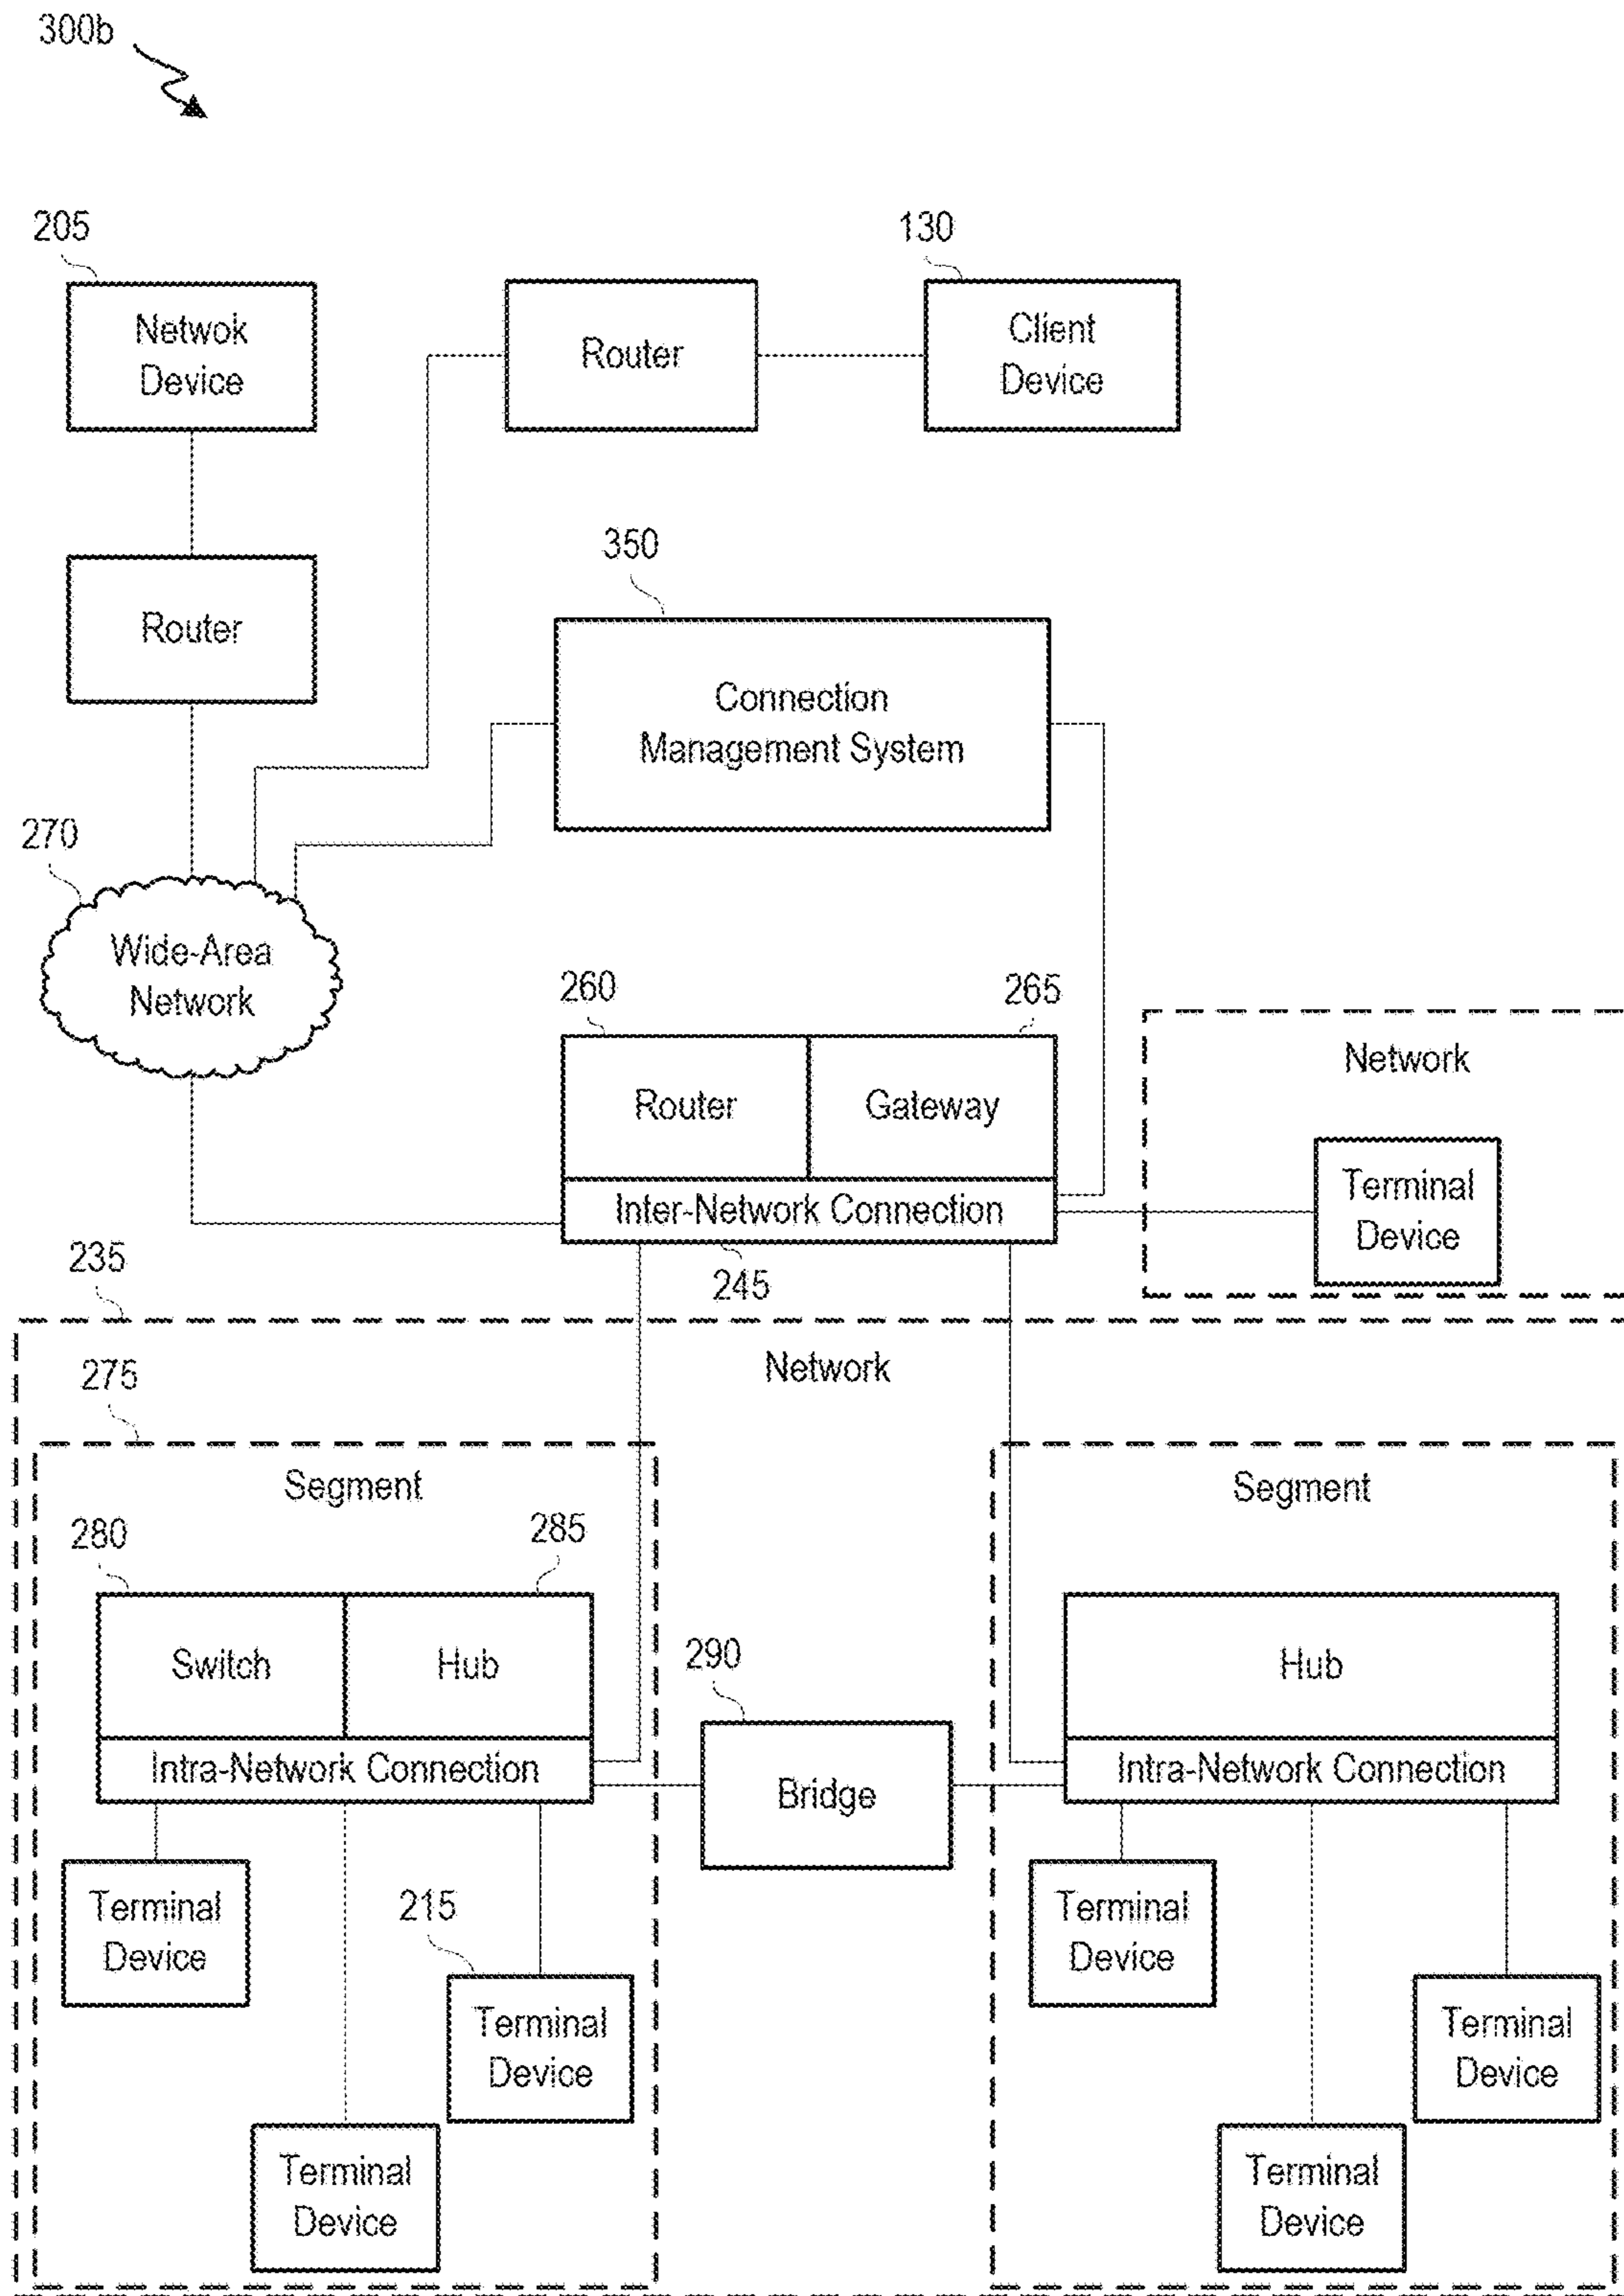 300b
205
130
Netwok
Device
Router
Client
Device
350
Router
Connection
Management System
270
Wide-Area
Network
260
265
Network
Router
Gateway
Terminal
Device
Inter-Network Connection
245
235
Network
275
Segment
Segment
280
285
Switch
Hub
290
Hub
Intra-Network Connection
Bridge
Intra-Network Connection
Terminal
Device
215
Terminal
Device
Terminal
Device
Terminal
Device
Terminal
Device
Terminal
Device